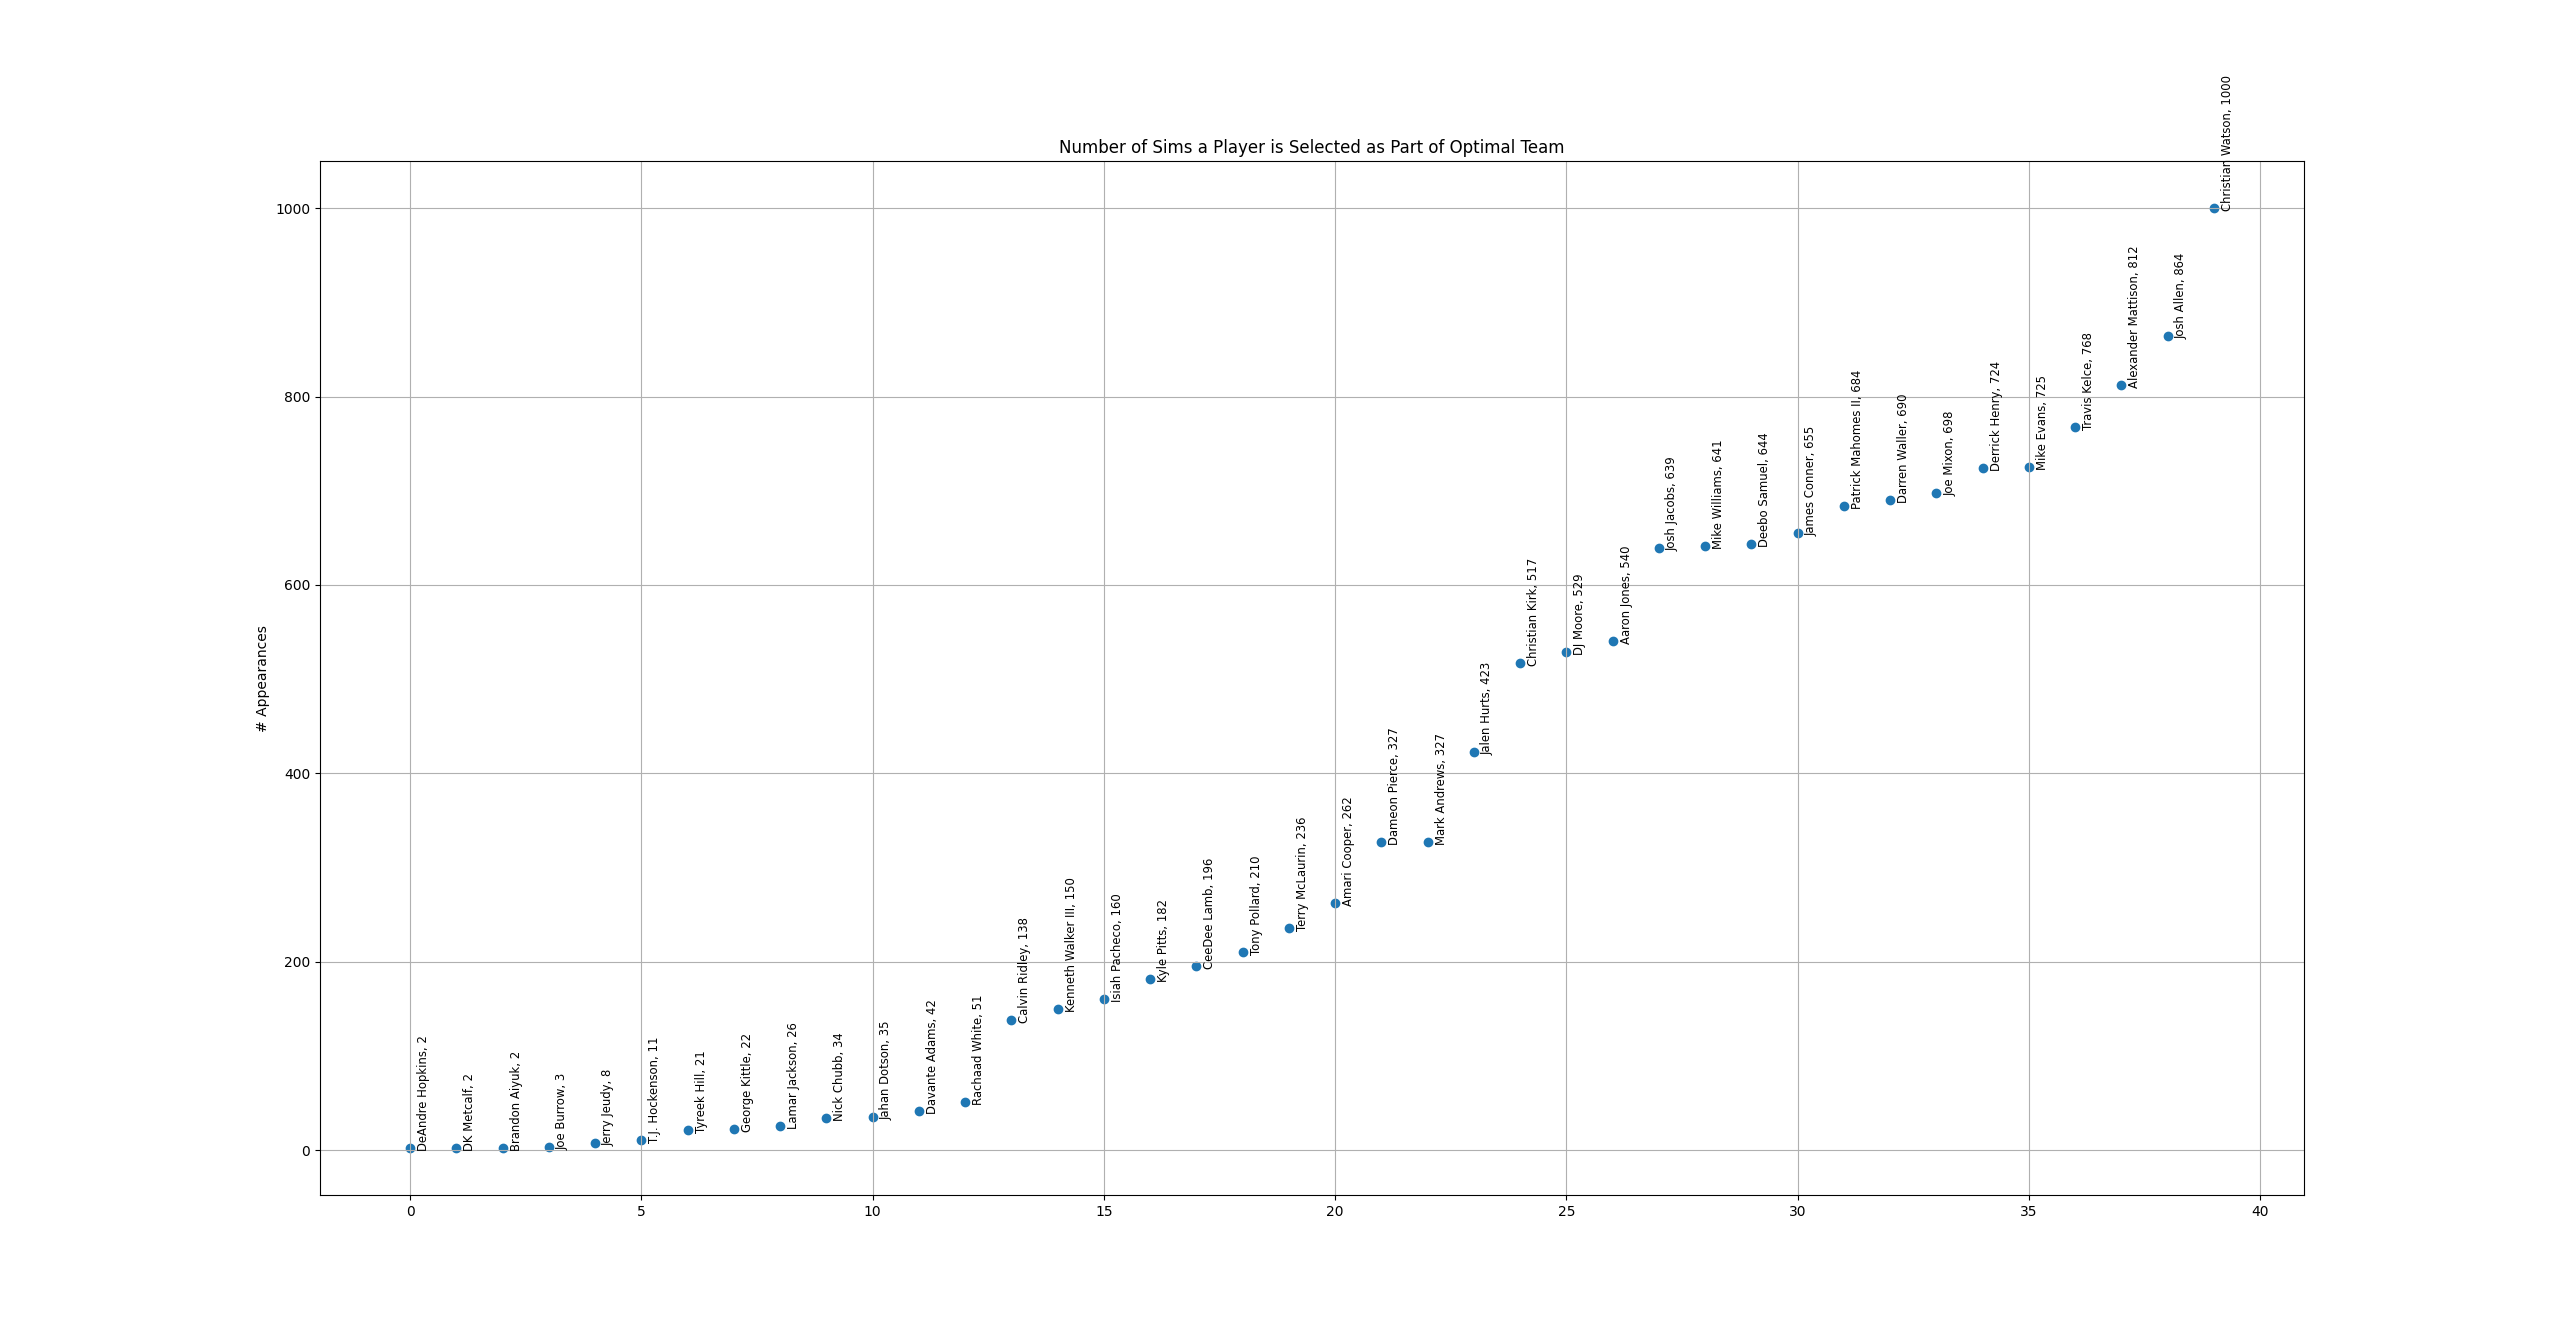 Number of Sims a Player is Selected as Part of Optimal Team
# Appearances
1000
800
600
400
200
0
DeAndre Hopkins, 2
DK Metcalf, 2
Brandon Aiyuk, 2
Joe Burrow, 3
Jerry Jeudy, 8
T.J. Hockenson, 11
Tyreek Hill, 21
George Kittle, 22
Lamar Jackson, 26
Nick Chubb, 34
Jahan Dotson, 35
Davante Adams, 42
Rachaad White, 51
Calvin Ridley, 138
Kenneth Walker III, 150
Isiah Pacheco, 160
Kyle Pitts, 182
CeeDee Lamb, 196
Tony Pollard, 210
Terry McLaurin, 236
Amari Cooper, 262
Dameon Pierce, 327
Mark Andrews, 327
Jalen Hurts, 423
Christian Kirk, 517
DJ Moore, 529
Aaron Jones, 540
Josh Jacobs, 639
Mike Williams, 641
Deebo Samuel, 644
James Conner, 655
Patrick Mahomes II, 684
Darren Waller, 690
Joe Mixon, 698
Derrick Henry, 724
Mike Evans, 725
Travis Kelce, 768
Alexander Mattison, 812
Josh Allen, 864
Christian Watson, 1000
0 5 10 15 20 25 30 35 40